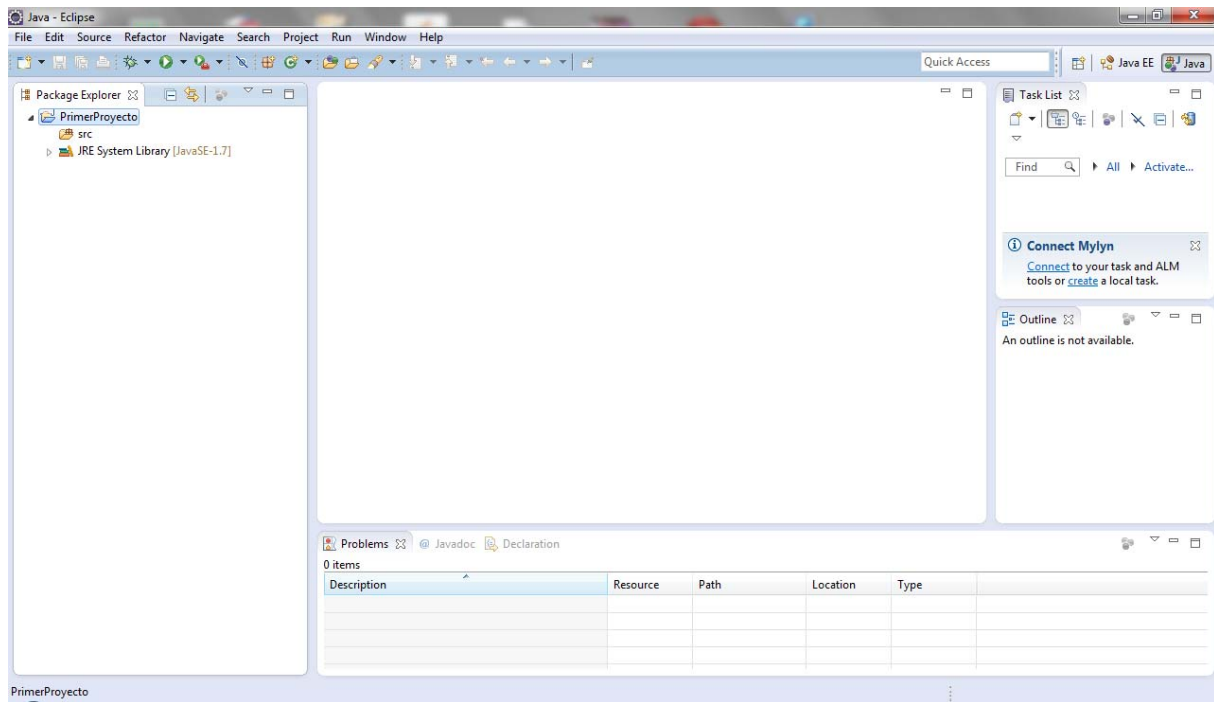 Java - Eclipse
File Edit Source Refactor Navigate Search Project Run Window Help
Quick Access
Java EE
Java
Package Explorer
PrimerProyecto
src
JRE System Library [JavaSE-1.7]
Task List
Find
All
Activate...
Connect Mylyn
Connect to your task and ALM
tools or create a local task.
Outline
An outline is not available.
Problems @ Javadoc Declaration
0 items
Description Resource Path Location Type
PrimerProyecto